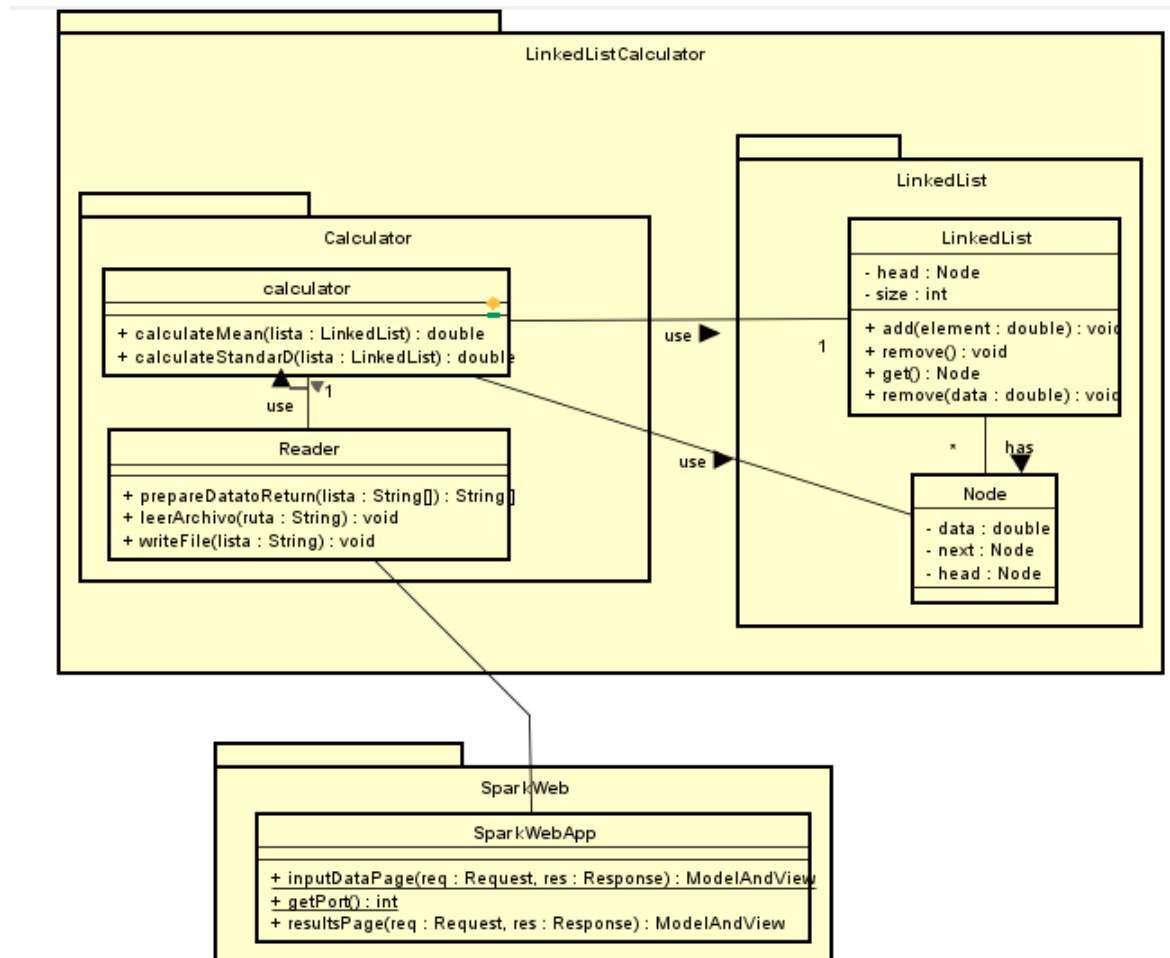 LinkedListCalculator
LinkedList
Calculator
LinkedList
- head : Node
- size : int
+ add(element : double) : void
+ remove() : void
+ get() : Node
+ remove(data : double) : void
calculator
+ calculateMean(lista : LinkedList) : double
+ calculateStandarD(lista : LinkedList) : double
use
1
1
use
Reader
+ prepareDatatoReturn(lista : String[]) : String[]
+ leerArchivo(ruta : String) : void
+ writeFile(lista : String) : void
use
*
has
Node
- data : double
- next : Node
- head : Node
SparkWeb
SparkWebApp
+ inputDataPage(req : Request, res : Response) : ModelAndView
+ getPort() : int
+ resultsPage(req : Request, res : Response) : ModelAndView